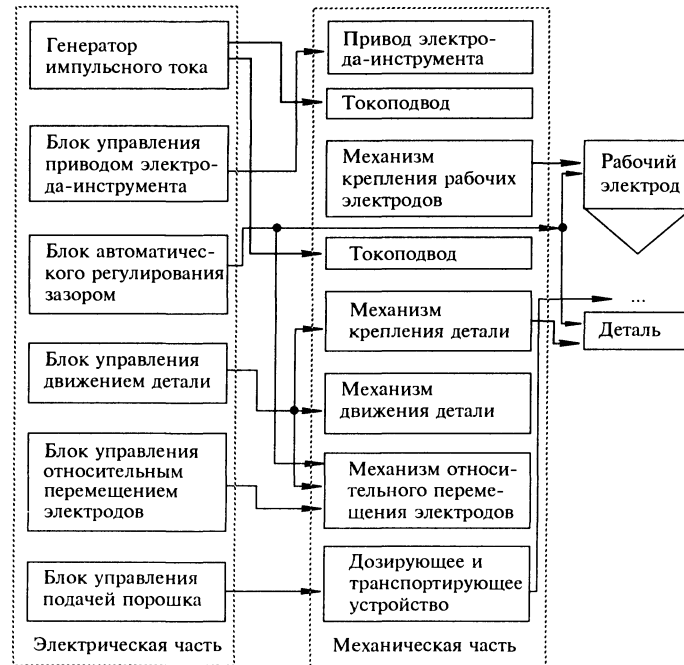 Генератор
импульсного тока
Блок управления
приводом электро-
да-инструмента
Блок автоматичес-
кого регулирования
зазором
Блок управления
движением детали
Блок управления
относительным
перемещением
электродов
Блок управления
подачей порошка
Электрическая часть
Привод электро-
да-инструмента
Токоподвод
Механизм
крепления рабочих
электродов
Токоподвод
Механизм
крепления детали
Механизм
движения детали
Механизм относи-
тельного переме-
щения электродов
Дозирующее и
транспортирующее
устройство
Механическая часть
Рабочий
электрод
...
Деталь